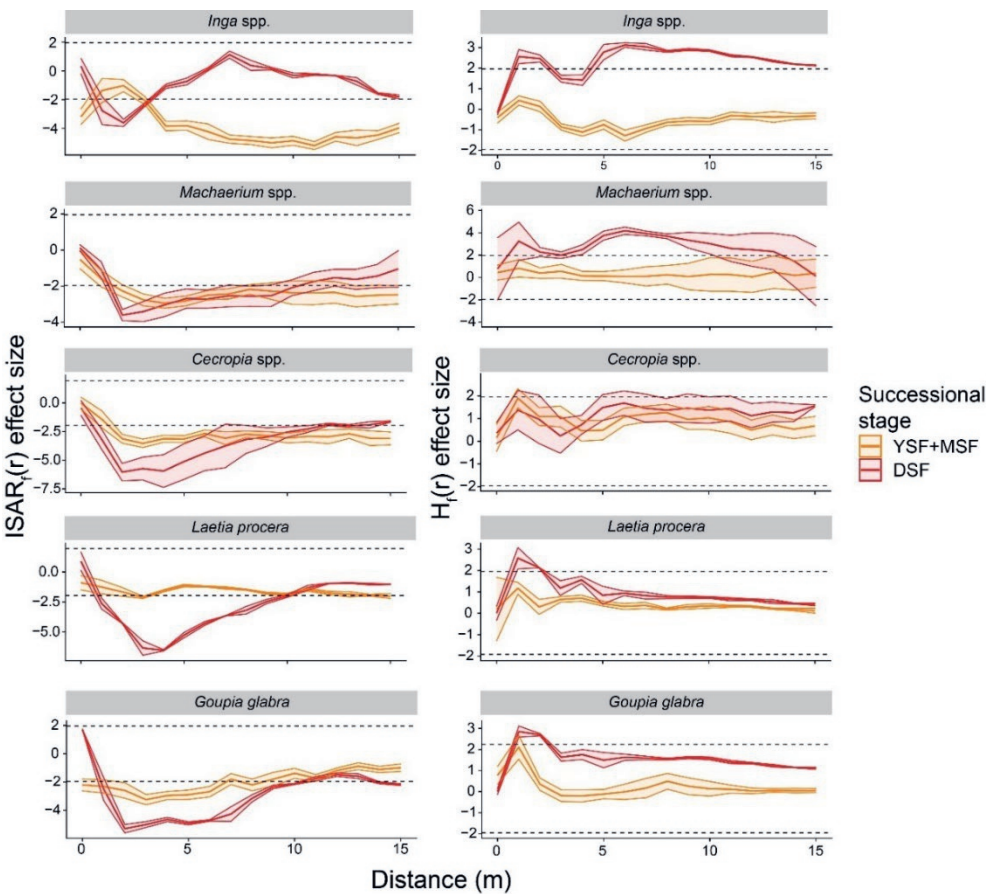 Inga spp.
2
0
−2
−4
Inga spp.
3
2
1
0
−1
−2
0 5 10 15
Machaerium spp.
2
0
−2
−4
Machaerium spp.
6
4
2
0
−2
Cecropia spp.
0.0
−2.5
−5.0
−7.5
Cecropia spp.
2
1
0
−1
−2
Laetia procera
0.0
−2.5
−5.0
Laetia procera
3
2
1
0
−1
−2
Goupia glabra
2
0
−2
−4
0 5 10 15
Goupia glabra
3
2
1
0
−1
−2
0 5 10 15
ISARf(r) effect size
Hf(r) effect size
Distance (m)
Successional
stage
YSF+MSF
DSF